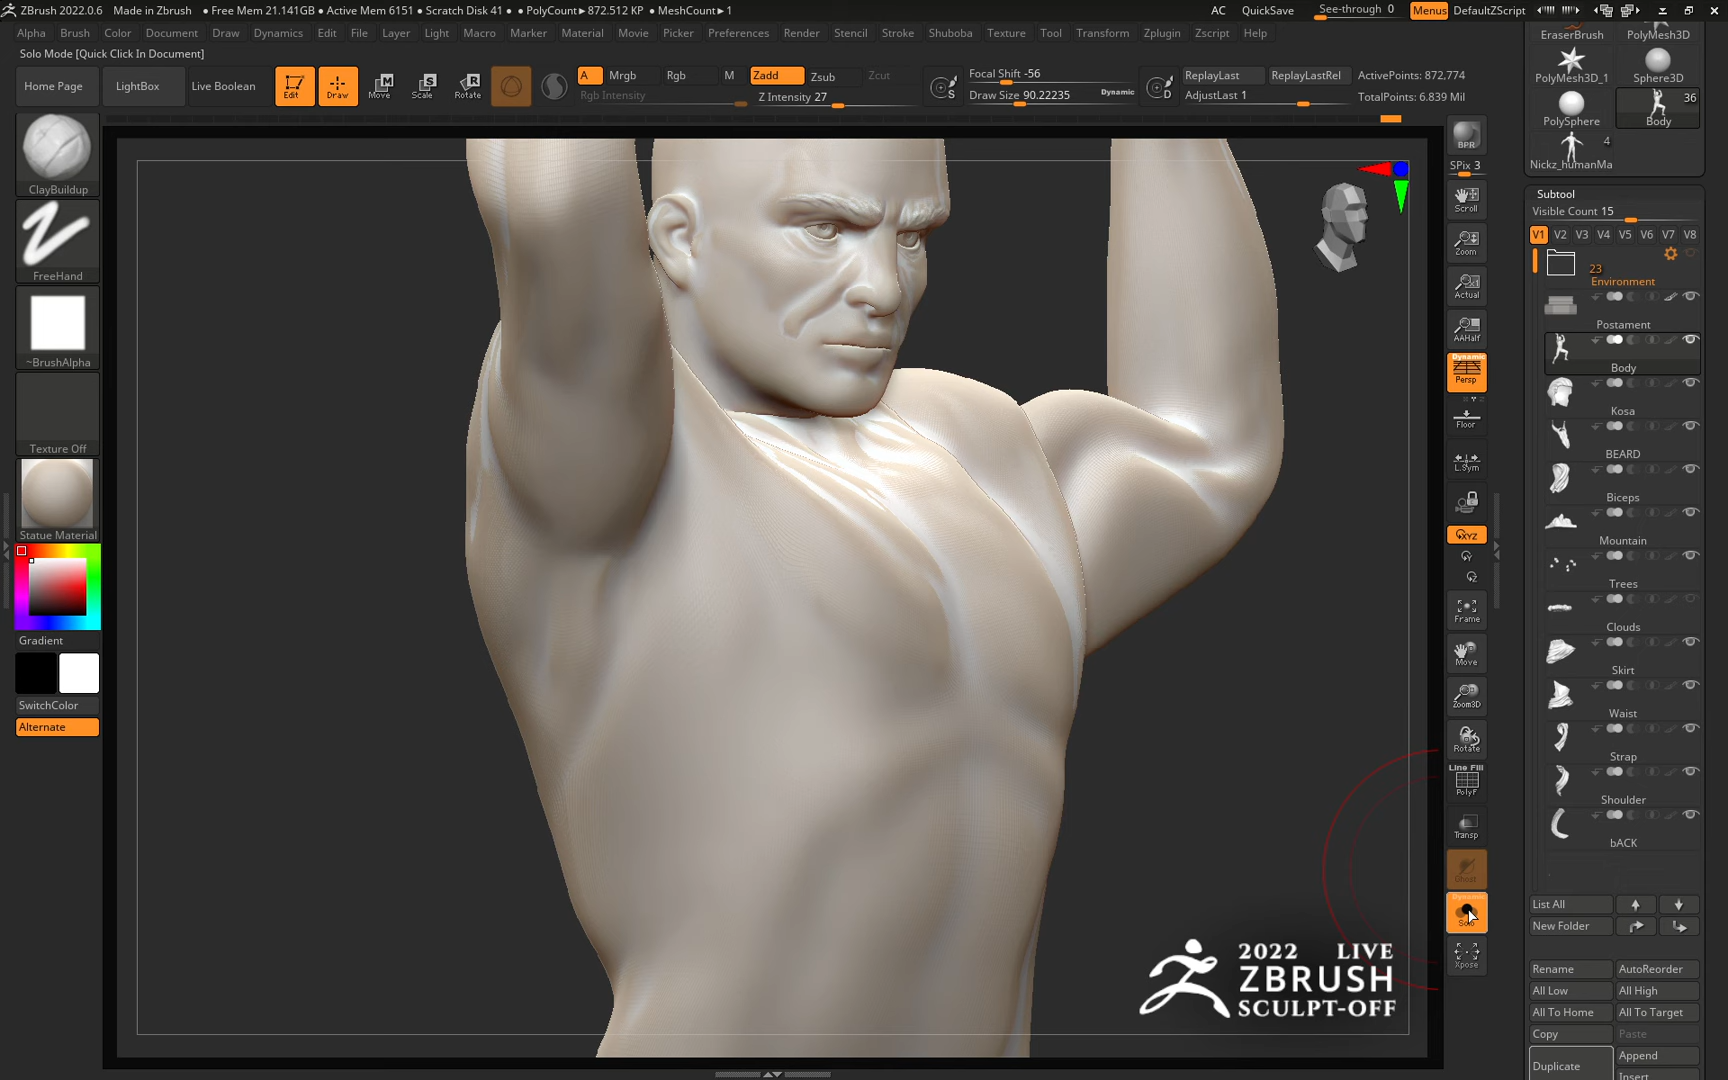 ZBrush 2022.0.6 Made in Zbrush • Free Mem 21.141GB • Active Mem 6151 • Scratch Disk 41 • • PolyCount►872.512 KP • MeshCount►1
AC QuickSave See-through 0 Menus DefaultZScript
Alpha Brush Color Document Draw Dynamics Edit File Layer Light Macro Marker Material Movie Picker Preferences Render Stencil Stroke Shuboba Texture Tool Transform Zplugin Zscript Help
Solo Mode [Quick Click In Document]
Home Page LightBox Live Boolean Edit Draw Move Scale Rotate
A Mrgb Rgb M Zadd Zsub Zcut
Rgb Intensity Z Intensity 27
Focal Shift -56
Draw Size 90.22235 Dynamic
ReplayLast ReplayLastRel ActivePoints: 872,774
AdjustLast 1 TotalPoints: 6.839 Mil
ClayBuildup
FreeHand
~BrushAlpha
Texture Off
Statue Material
Gradient
SwitchColor
Alternate
2022 LIVE
ZBRUSH
SCULPT-OFF
BPR
SPix 3
Scroll
Zoom
Actual
AAHalf
Dynamic
Persp
Floor
L.Sym
XYZ
Frame
Move
Zoom3D
Rotate
Line Fill
PolyF
Transp
Ghost
Dynamic
Solo
Xpose
EraserBrush PolyMesh3D
PolyMesh3D_1 Sphere3D
36
PolySphere Body
4
Nickz_humanMa
Subtool
Visible Count 15
V1 V2 V3 V4 V5 V6 V7 V8
23
Environment
Postament
Body
Kosa
BEARD
Biceps
Mountain
Trees
Clouds
Skirt
Waist
Strap
Shoulder
bACK
List All
New Folder
Rename AutoReorder
All Low All High
All To Home All To Target
Copy Paste
Duplicate Append
Insert